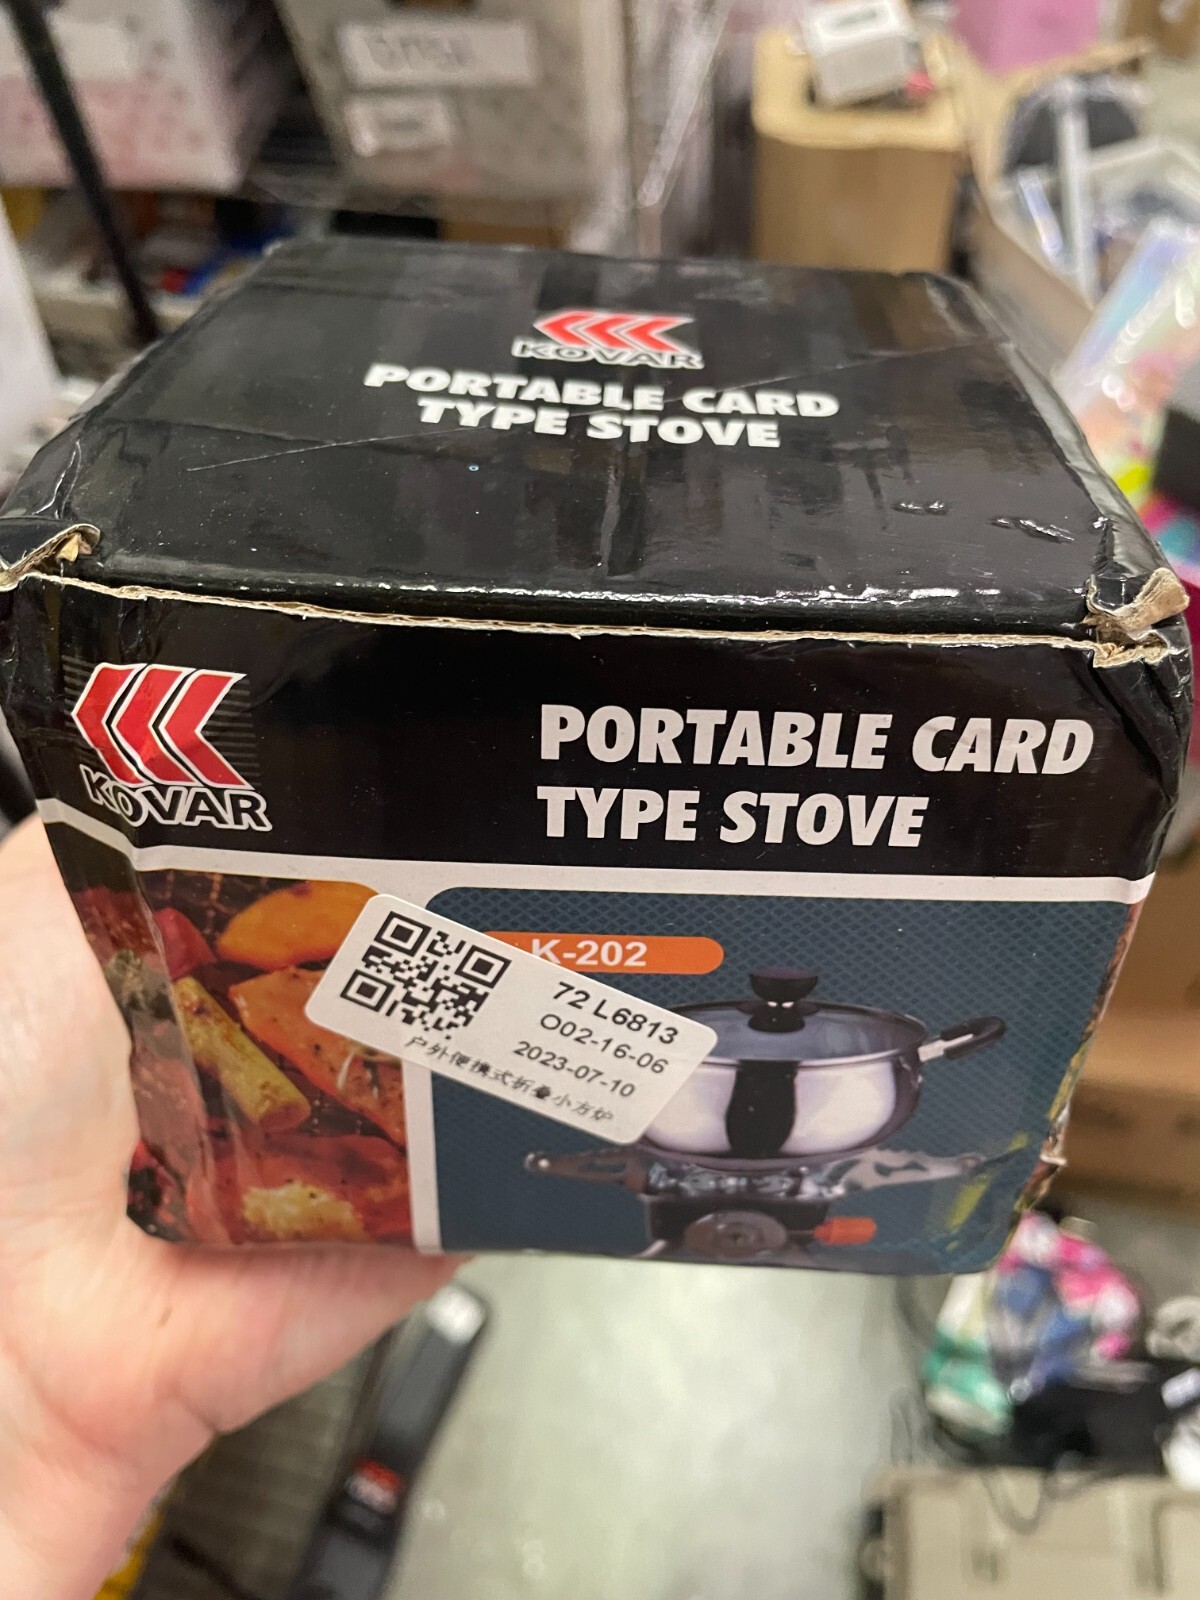 KOVAR
PORTABLE CARD
TYPE STOVE
KOVAR
PORTABLE CARD
TYPE STOVE
K-202
72 L6813
O02-16-06
2023-07-10
户外便携式折叠小方炉